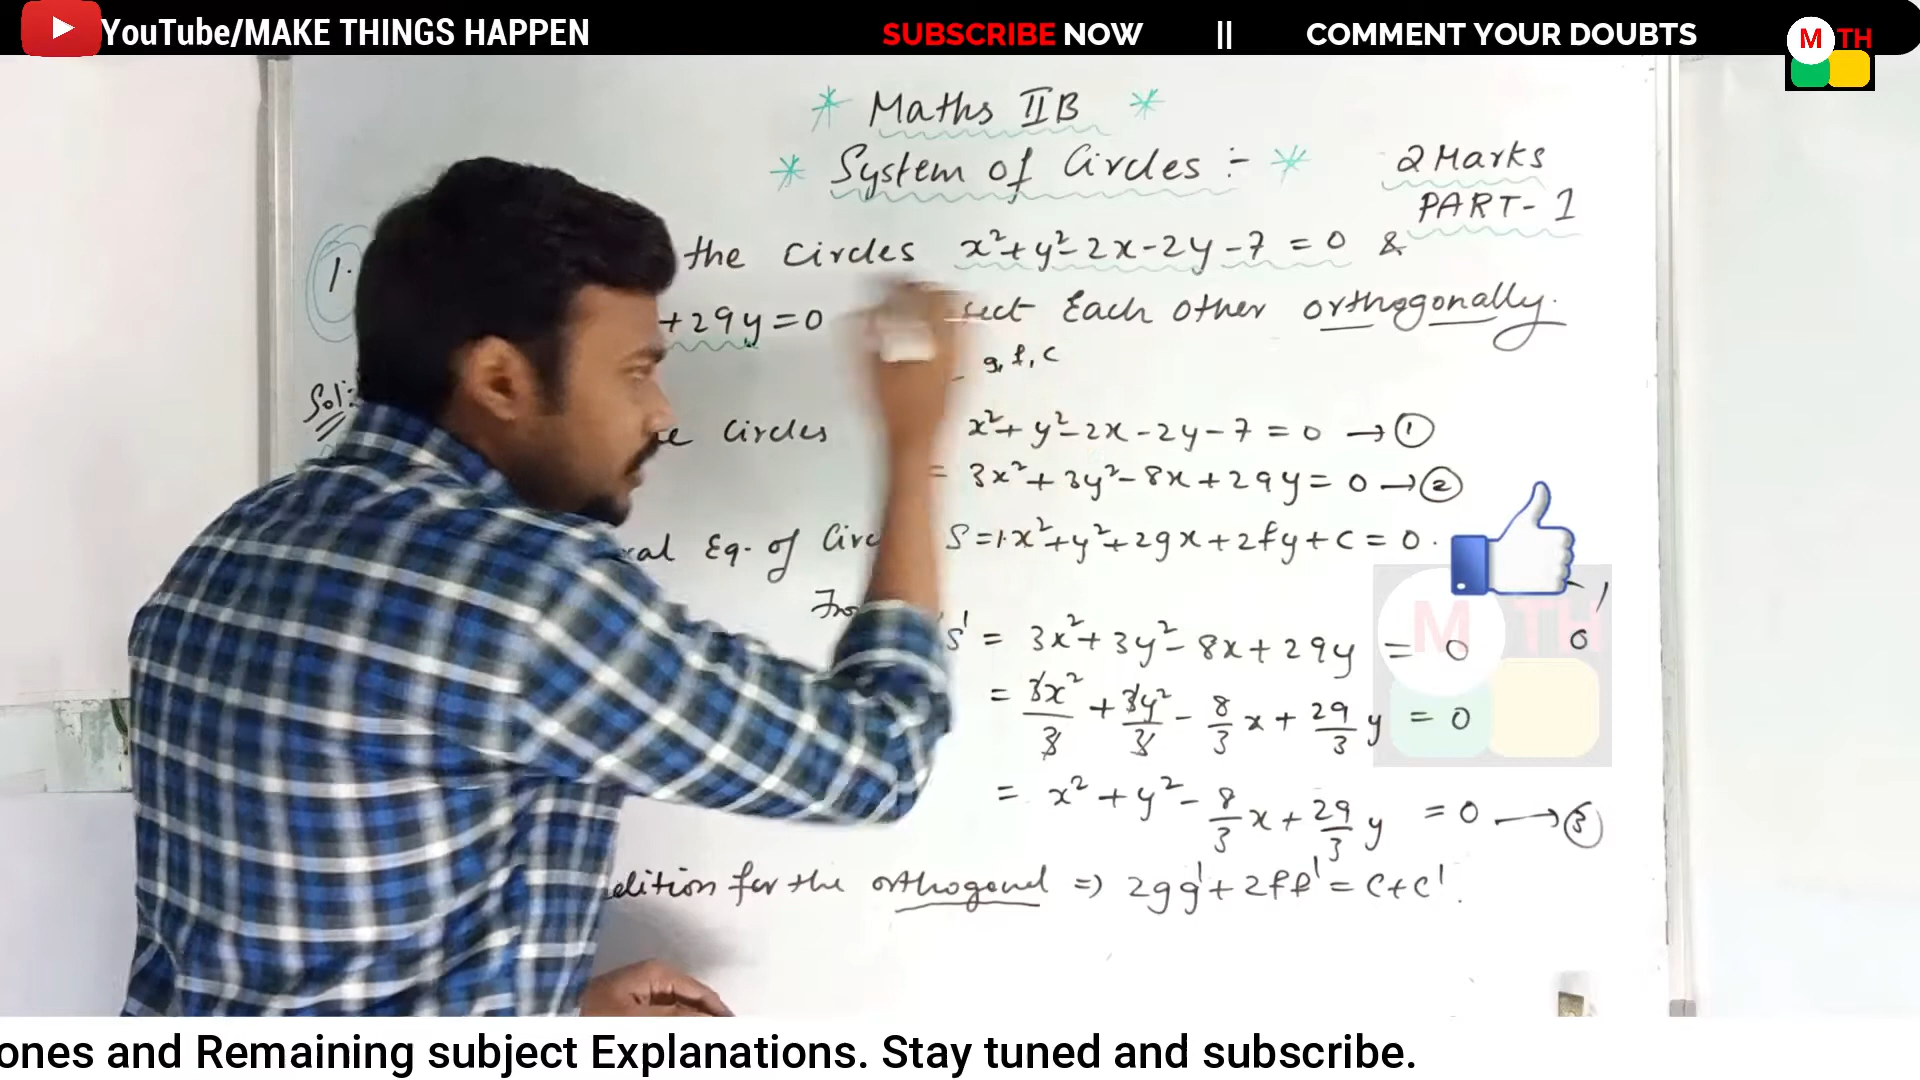 YouTube/MAKE THINGS HAPPEN SUBSCRIBE NOW || COMMENT YOUR DOUBTS
M TH
* Maths IIB *
* System of Circles :- *
2 Marks
PART-1
1. the circles x²+y²-2x-2y-7=0 &
+29y=0 sect Each other orthogonally.
g, f, c
Sol:
circles x²+y²-2x-2y-7=0 → ①
= 3x²+3y²-8x+29y=0 → ②
Eq. of Circ S=1.x²+y²+2gx+2fy+c=0.
S' = 3x²+3y²-8x+29y = 0
0
= 3x²/3 + 3y²/3 - 8/3 x + 29/3 y = 0
M TH
= x²+y²- 8/3 x + 29/3 y = 0 → ③
for the orthogonal ⇒ 2gg'+2ff'=c+c'.
ones and Remaining subject Explanations. Stay tuned and subscribe.